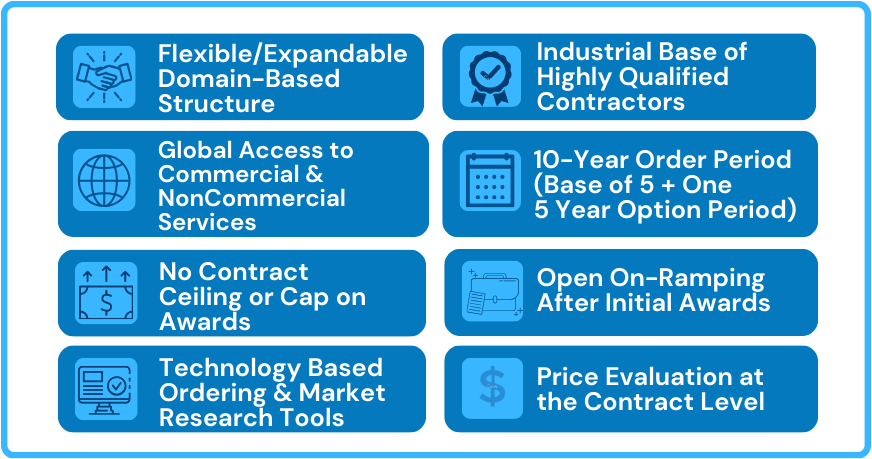 Flexible/Expandable
Domain-Based
Structure
Industrial Base of
Highly Qualified
Contractors
Global Access to
Commercial &
NonCommercial
Services
10-Year Order Period
(Base of 5 + One
5 Year Option Period)
No Contract
Ceiling or Cap on
Awards
Open On-Ramping
After Initial Awards
Technology Based
Ordering & Market
Research Tools
Price Evaluation at
the Contract Level